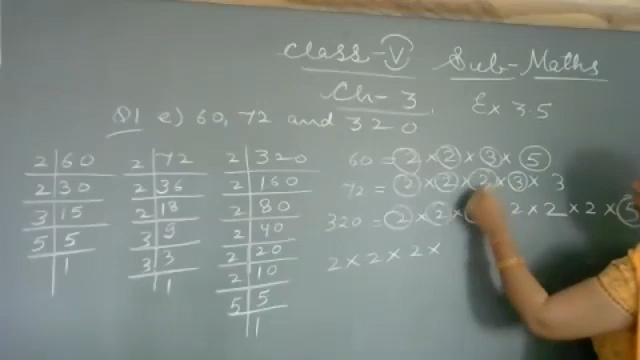 Class-V Sub-Maths
Ch-3 Ex 3.5
Q1 e) 60, 72 and 320
2 60
2 30
3 15
5 5
1
2 72
2 36
2 18
3 9
3 3
1
2 320
2 160
2 80
2 40
2 20
2 10
5 5
1
60 = 2 × 2 × 3 × 5
72 = 2 × 2 × 2 × 3 × 3
320 = 2 × 2 × 2 × 2 × 2 × 5
2 × 2 × 2 ×